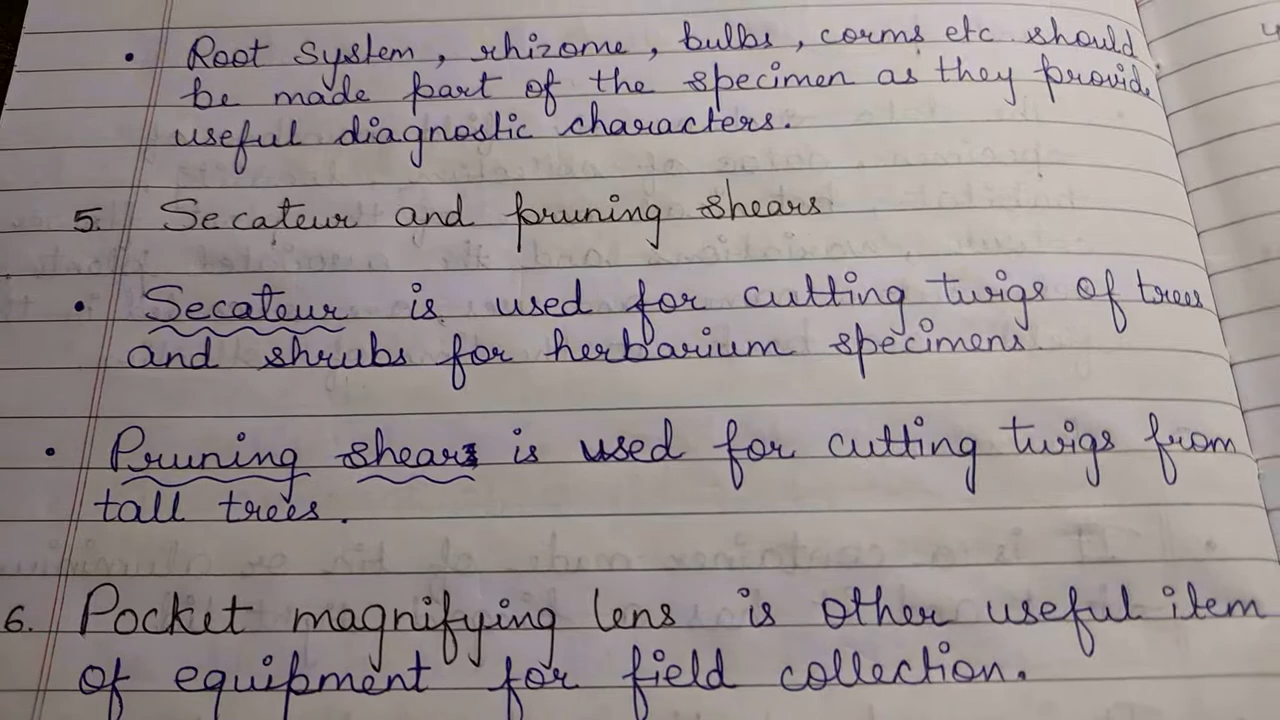 • Root system, rhizome, bulbs, corms etc should
be made part of the specimen as they provide
useful diagnostic characters.
5. Secateur and pruning shears
• Secateur is used for cutting twigs of trees
and shrubs for herbarium specimens.
• Pruning shears is used for cutting twigs from
tall trees.
6. Pocket magnifying lens is other useful item
of equipment for field collection.